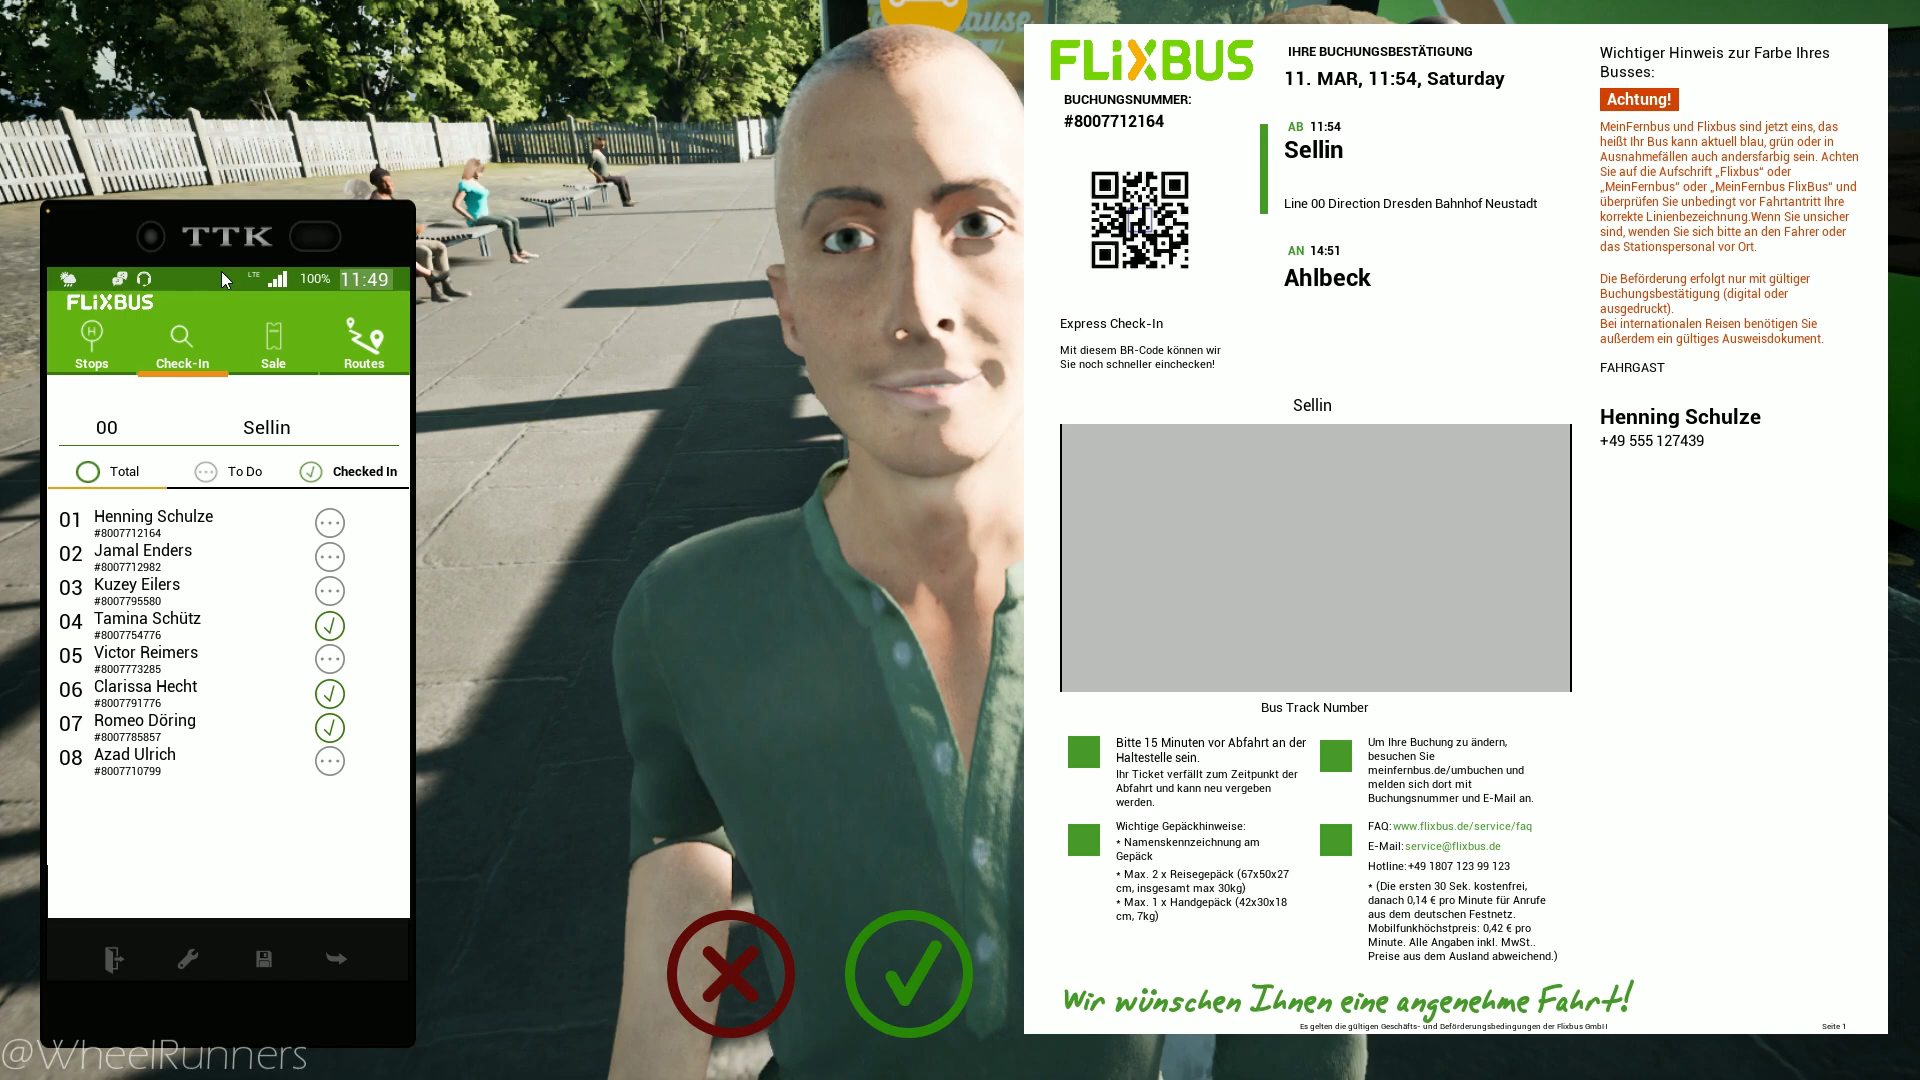 TTK
LTE
100%
11:49
FLiXBUS
Stops
Check-In
Sale
Routes
00 Sellin
Total
To Do
Checked In
01 Henning Schulze
#8007712164
02 Jamal Enders
#8007712982
03 Kuzey Eilers
#8007795580
04 Tamina Schütz
#8007754776
05 Victor Reimers
#8007773285
06 Clarissa Hecht
#8007791776
07 Romeo Döring
#8007785857
08 Azad Ulrich
#8007710799
@WheelRunners
FLiXBUS
BUCHUNGSNUMMER:
#8007712164
IHRE BUCHUNGSBESTÄTIGUNG
11. MAR, 11:54, Saturday
AB 11:54
Sellin
Line 00 Direction Dresden Bahnhof Neustadt
AN 14:51
Ahlbeck
Express Check-In
Mit diesem BR-Code können wir
Sie noch schneller einchecken!
Sellin
Bus Track Number
Bitte 15 Minuten vor Abfahrt an der
Haltestelle sein.
Ihr Ticket verfällt zum Zeitpunkt der
Abfahrt und kann neu vergeben
werden.
Wichtige Gepäckhinweise:
* Namenskennzeichnung am
Gepäck
* Max. 2 x Reisegepäck (67x50x27
cm, insgesamt max 30kg)
* Max. 1 x Handgepäck (42x30x18
cm, 7kg)
Um Ihre Buchung zu ändern,
besuchen Sie
meinfernbus.de/umbuchen und
melden sich dort mit
Buchungsnummer und E-Mail an.
FAQ: www.flixbus.de/service/faq
E-Mail: service@flixbus.de
Hotline: +49 1807 123 99 123
* (Die ersten 30 Sek. kostenfrei,
danach 0,14 € pro Minute für Anrufe
aus dem deutschen Festnetz.
Mobilfunkhöchstpreis: 0,42 € pro
Minute. Alle Angaben inkl. MwSt..
Preise aus dem Ausland abweichend.)
Wir wünschen Ihnen eine angenehme Fahrt!
Es gelten die gültigen Geschäfts- und Beförderungsbedingungen der Flixbus GmbH
Seite 1
Wichtiger Hinweis zur Farbe Ihres
Busses:
Achtung!
MeinFernbus und Flixbus sind jetzt eins, das
heißt Ihr Bus kann aktuell blau, grün oder in
Ausnahmefällen auch andersfarbig sein. Achten
Sie auf die Aufschrift „Flixbus“ oder
„MeinFernbus“ oder „MeinFernbus FlixBus“ und
überprüfen Sie unbedingt vor Fahrtantritt Ihre
korrekte Linienbezeichnung.Wenn Sie unsicher
sind, wenden Sie sich bitte an den Fahrer oder
das Stationspersonal vor Ort.
Die Beförderung erfolgt nur mit gültiger
Buchungsbestätigung (digital oder
ausgedruckt).
Bei internationalen Reisen benötigen Sie
außerdem ein gültiges Ausweisdokument.
FAHRGAST
Henning Schulze
+49 555 127439